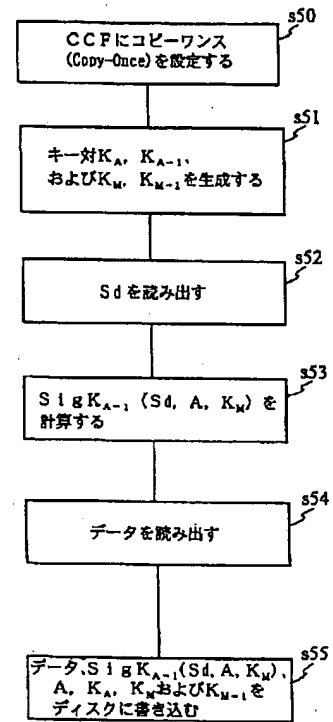 s50
CCFにコピーワンス
(Copy-Once)を設定する
s51
キー対K_A, K_A-1,
およびK_M, K_M-1を生成する
s52
Sdを読み出す
s53
SigK_A-1 (Sd, A, K_M) を
計算する
s54
データを読み出す
s55
データ、SigK_A-1(Sd, A, K_M)、
A, K_A, K_MおよびK_M-1を
ディスクに書き込む